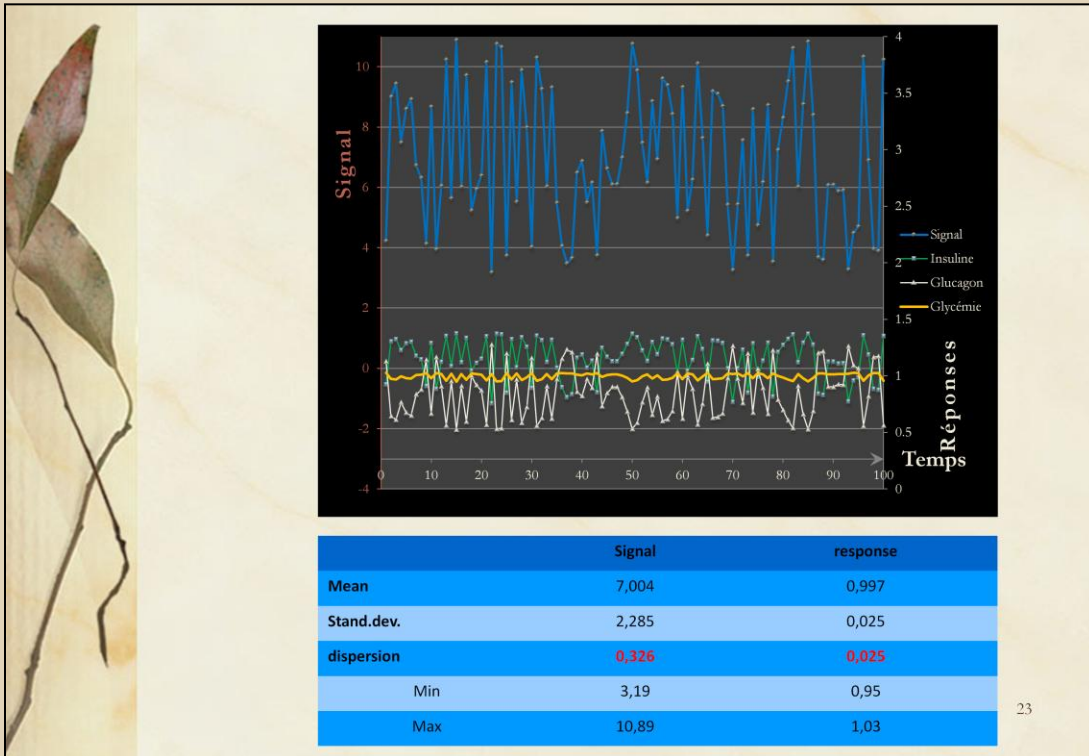 Signal
10
8
6
4
2
0
-2
-4
4
3.5
3
2.5
2
1.5
1
0.5
0
0 10 20 30 40 50 60 70 80 90 100
Réponses
Temps
Signal
Insuline
Glucagon
Glycémie
Signal response
Mean 7,004 0,997
Stand.dev. 2,285 0,025
dispersion 0,326 0,025
Min 3,19 0,95
Max 10,89 1,03
23